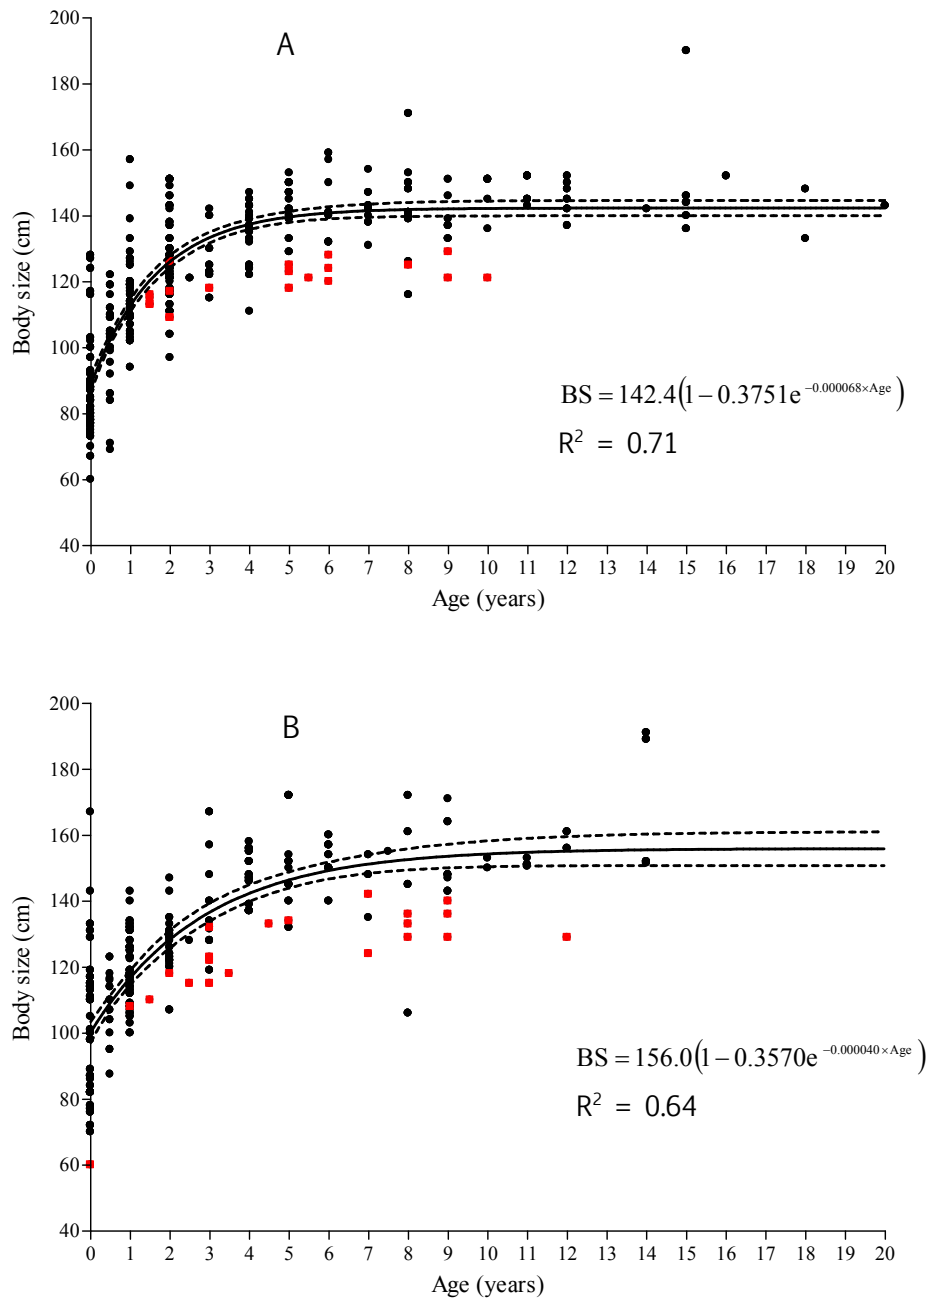 A
200
180
160
140
120
100
80
60
40
Body size (cm)
BS = 142.4(1 − 0.3751e^−0.000068×Age)
R² = 0.71
0 1 2 3 4 5 6 7 8 9 10 11 12 13 14 15 16 17 18 19 20
Age (years)
B
200
180
160
140
120
100
80
60
40
Body size (cm)
BS = 156.0(1 − 0.3570e^−0.000040×Age)
R² = 0.64
0 1 2 3 4 5 6 7 8 9 10 11 12 13 14 15 16 17 18 19 20
Age (years)